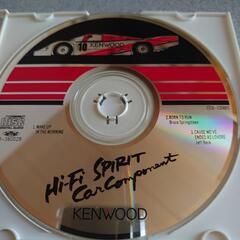 10
KENWOOD
1. WAKE UP
IN THE MORNING
2. BORN TO RUN
Bruce Springsteen
3. CAUSE WE'VE
ENDED AS LOVERS
Jeff Beck
Hi-Fi SPIRIT
Car Component
KENWOOD